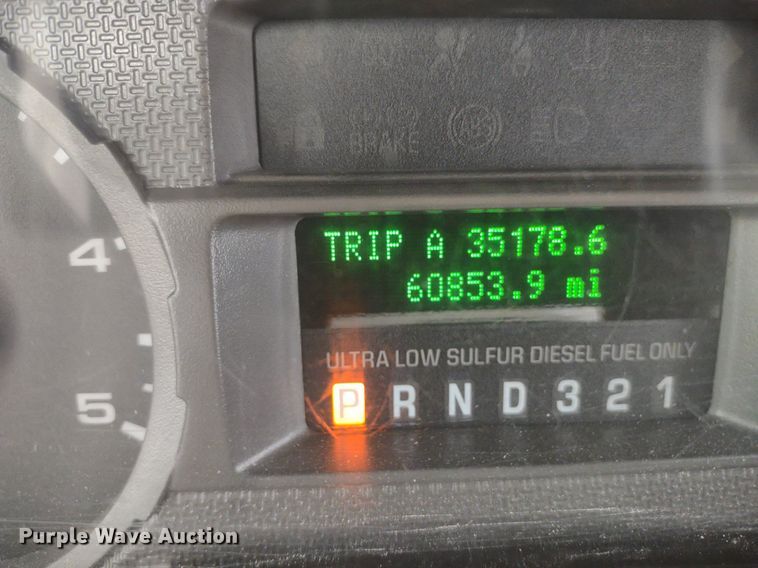 BRAKE
ABS
TRIP A 35178.6
60853.9 mi
4
ULTRA LOW SULFUR DIESEL FUEL ONLY
P R N D 3 2 1
5
Purple Wave Auction